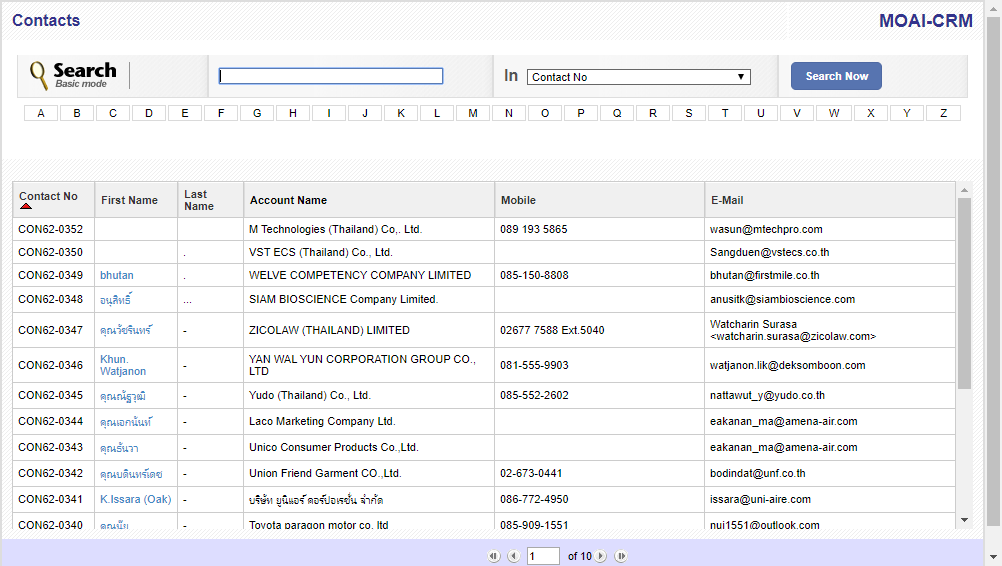 Contacts
MOAI-CRM
Search
Basic mode
In
Contact No
Search Now
A B C D E F G H I J K L M N O P Q R S T U V W X Y Z
Contact No First Name Last Name Account Name Mobile E-Mail
CON62-0352 M Technologies (Thailand) Co,. Ltd. 089 193 5865 wasun@mtechpro.com
CON62-0350 . VST ECS (Thailand) Co., Ltd. Sangduen@vstecs.co.th
CON62-0349 bhutan . WELVE COMPETENCY COMPANY LIMITED 085-150-8808 bhutan@firstmile.co.th
CON62-0348 อนุสิทธิ์ ... SIAM BIOSCIENCE Company Limited. anusitk@siambioscience.com
CON62-0347 คุณวัชรินทร์ - ZICOLAW (THAILAND) LIMITED 02677 7588 Ext.5040 Watcharin Surasa <watcharin.surasa@zicolaw.com>
CON62-0346 Khun. Watjanon - YAN WAL YUN CORPORATION GROUP CO., LTD 081-555-9903 watjanon.lik@deksomboon.com
CON62-0345 คุณณัฐวุฒิ - Yudo (Thailand) Co., Ltd. 085-552-2602 nattawut_y@yudo.co.th
CON62-0344 คุณเอกนันท์ - Laco Marketing Company Ltd. eakanan_ma@amena-air.com
CON62-0343 คุณธันวา - Unico Consumer Products Co.,Ltd. eakanan_ma@amena-air.com
CON62-0342 คุณบดินทร์เดช - Union Friend Garment CO.,Ltd. 02-673-0441 bodindat@unf.co.th
CON62-0341 K.Issara (Oak) - บริษัท ยูนิแอร์ คอร์ปอเรชั่น จำกัด 086-772-4950 issara@uni-aire.com
CON62-0340 คุณนุ้ย - Toyota paragon motor co. ltd 085-909-1551 nui1551@outlook.com
1 of 10